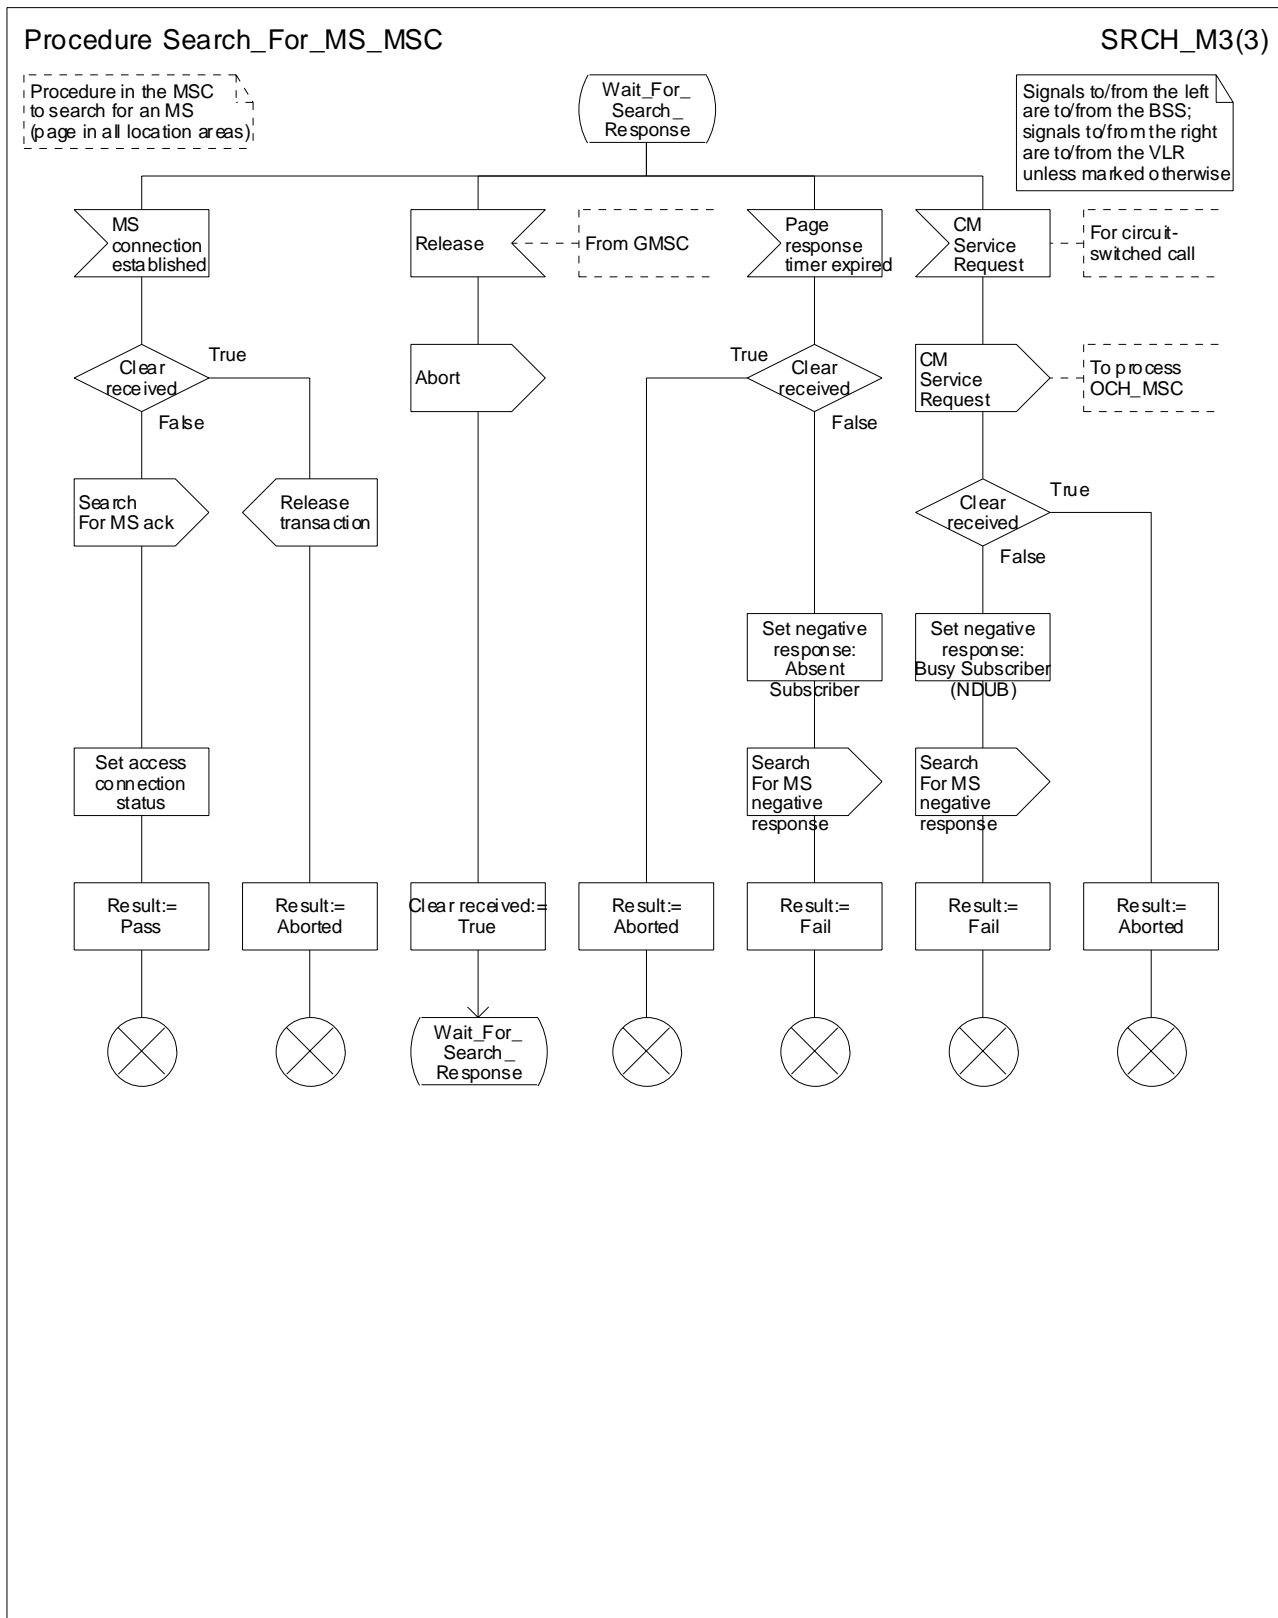 Procedure Search_For_MS_MSC
SRCH_M3(3)
Procedure in the MSC
to search for an MS
(page in all location areas)
Wait_For_
Search_
Response
Signals to/from the left
are to/from the BSS;
signals to/from the right
are to/from the VLR
unless marked otherwise
MS
connection
established
Release
From GMSC
Page
response
timer expired
CM
Service
Request
For circuit-
switched call
Clear
received
True
False
Abort
True
Clear
received
False
CM
Service
Request
To process
OCH_MSC
Search
For MS ack
Release
transaction
Clear
received
True
False
Set negative
response:
Absent
Subscriber
Set negative
response:
Busy Subscriber
(NDUB)
Set access
connection
status
Search
For MS
negative
response
Search
For MS
negative
response
Result:=
Pass
Result:=
Aborted
Clear received:=
True
Result:=
Aborted
Result:=
Fail
Result:=
Fail
Result:=
Aborted
Wait_For_
Search_
Response